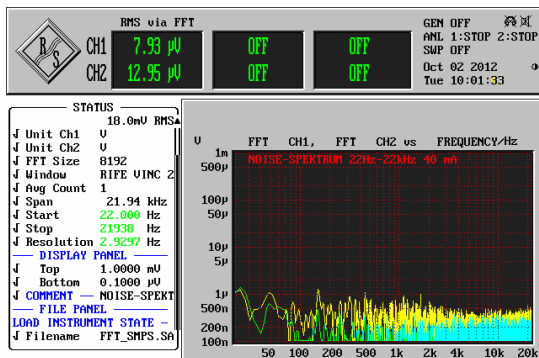 R&S
RMS via FFT
CH1 7.93 µV OFF OFF
CH2 12.95 µV OFF OFF
GEN OFF
ANL 1:STOP 2:STOP
SWP OFF
Oct 02 2012
Tue 10:01:33
STATUS
18.0mV RMS
Unit Ch1 V
Unit Ch2 V
FFT Size 8192
Window RIFE VINC 2
Avg Count 1
Span 21.94 kHz
Start 22.000 Hz
Stop 21938 Hz
Resolution 2.9297 Hz
DISPLAY PANEL
Top 1.0000 mV
Bottom 0.1000 µV
COMMENT NOISE-SPEKT
FILE PANEL
LOAD INSTRUMENT STATE
Filename FFT_SMPS.SA
V FFT CH1, FFT CH2 vs FREQUENCY/Hz
NOISE-SPEKTRUM 22Hz-22kHz 40 mA
1m
500µ
100µ
50µ
10µ
5µ
1µ
500n
200n
100n
50 100 200 500 1k 2k 4k 10k 20k